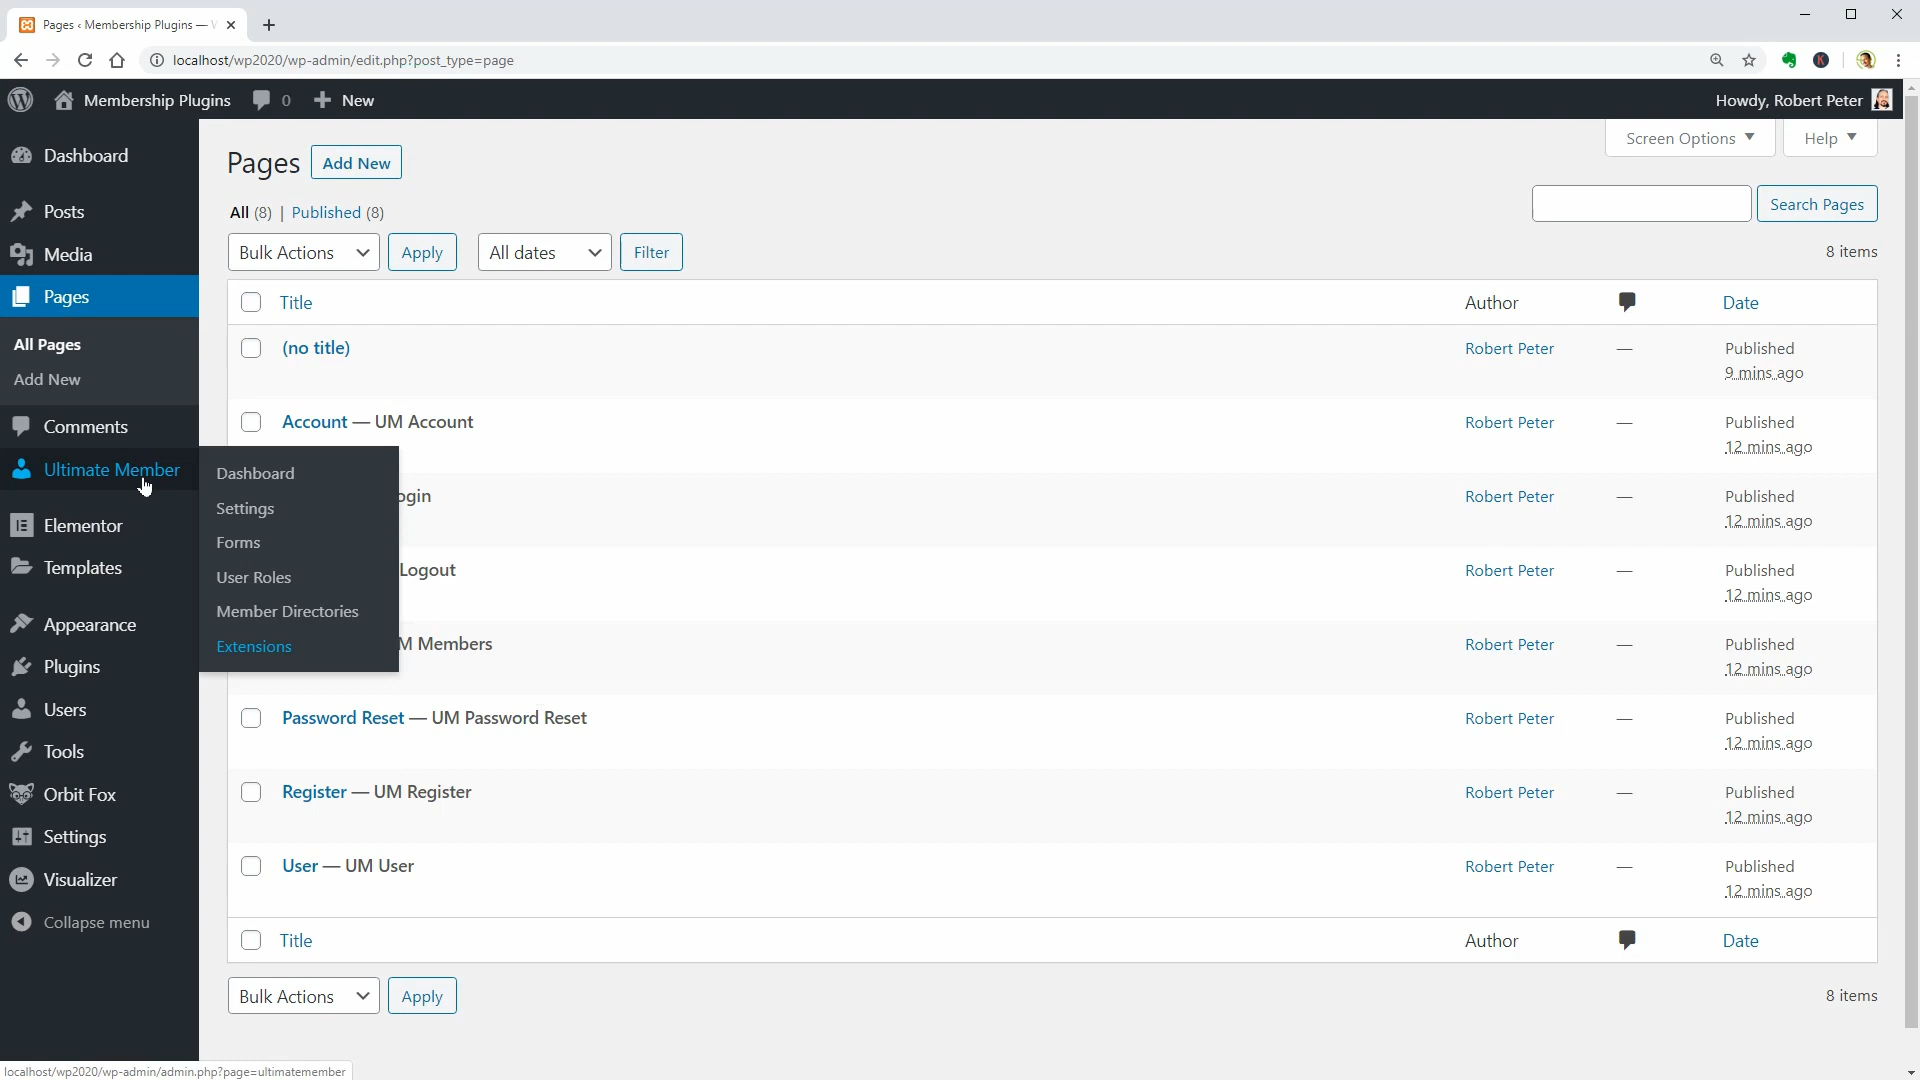 Pages ‹ Membership Plugins —
localhost/wp2020/wp-admin/edit.php?post_type=page
Membership Plugins 0 New
Howdy, Robert Peter
Dashboard
Posts
Media
Pages
All Pages
Add New
Comments
Ultimate Member
Elementor
Templates
Appearance
Plugins
Users
Tools
Orbit Fox
Settings
Visualizer
Collapse menu
Dashboard
Settings
Forms
User Roles
Member Directories
Extensions
Screen Options Help
Pages Add New
All (8) | Published (8)
Search Pages
Bulk Actions Apply All dates Filter 8 items
Title Author Date
(no title) Robert Peter — Published
9 mins ago
Account — UM Account Robert Peter — Published
12 mins ago
ogin Robert Peter — Published
12 mins ago
Logout Robert Peter — Published
12 mins ago
M Members Robert Peter — Published
12 mins ago
Password Reset — UM Password Reset Robert Peter — Published
12 mins ago
Register — UM Register Robert Peter — Published
12 mins ago
User — UM User Robert Peter — Published
12 mins ago
Title Author Date
Bulk Actions Apply 8 items
localhost/wp2020/wp-admin/admin.php?page=ultimatemember